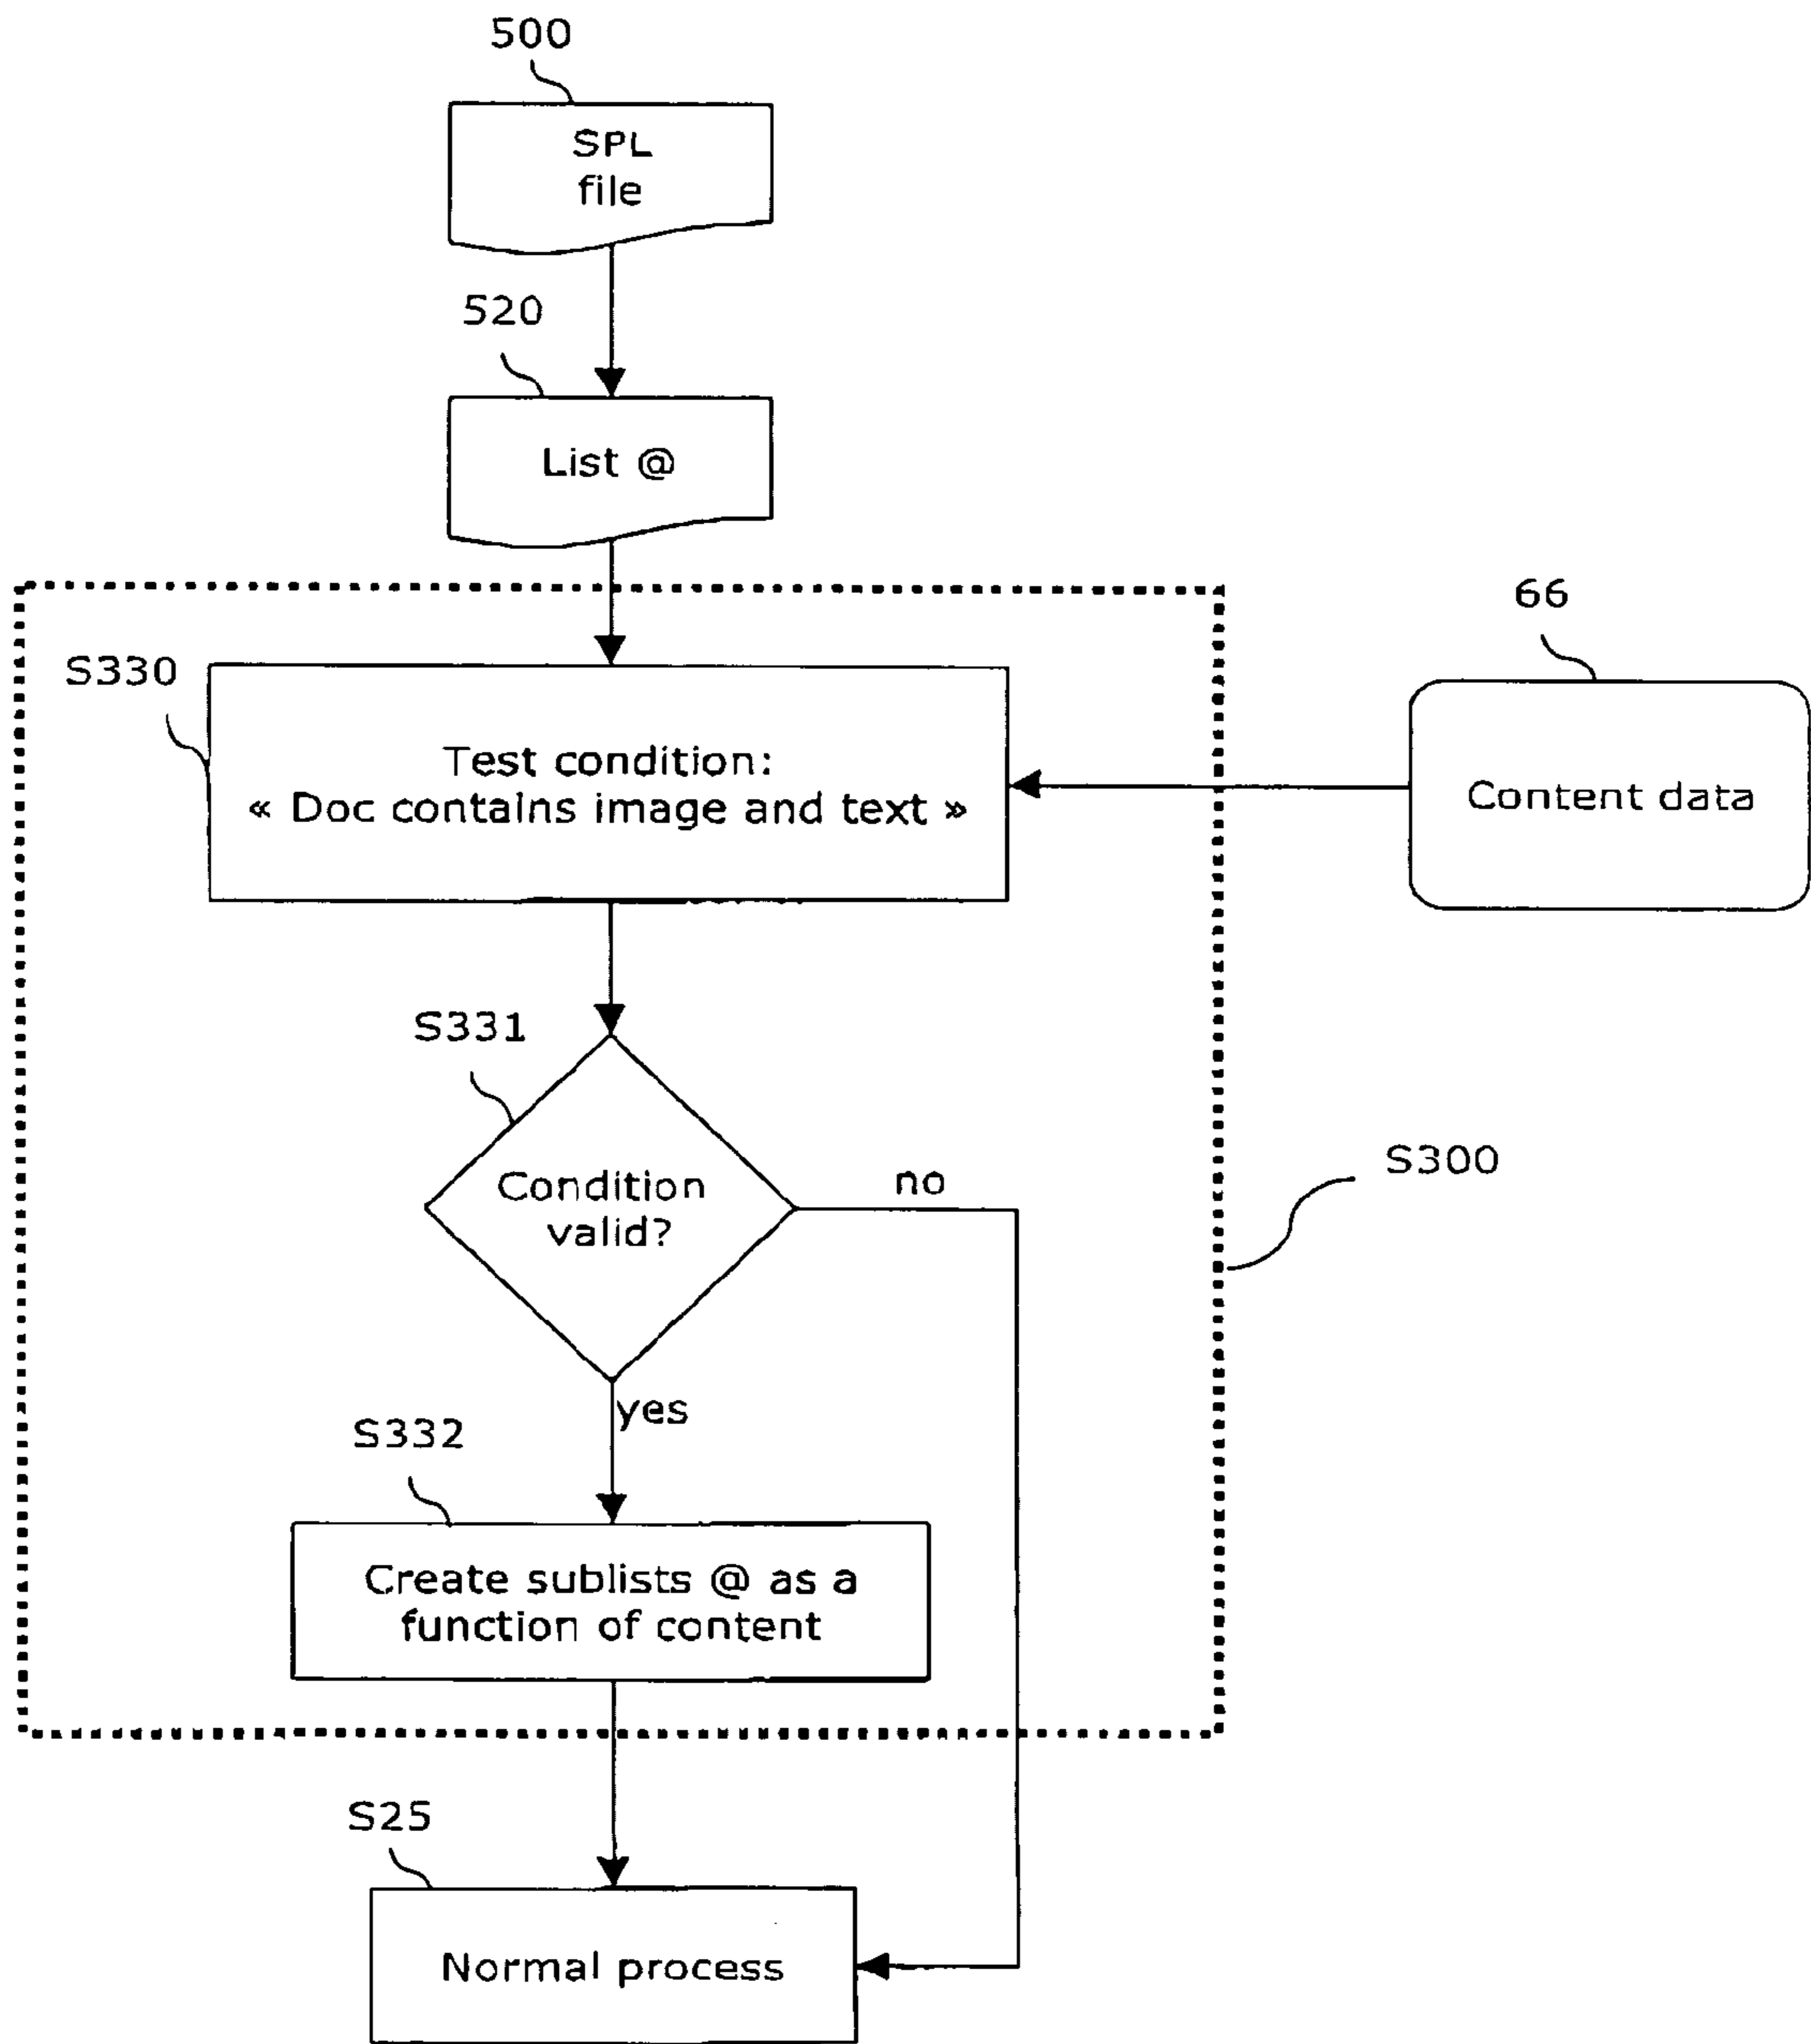 500
SPL
file
520
List @
66
S330
Test condition:
« Doc contains image and text »
Content data
S331
S300
Condition
valid?
no
yes
S332
Create sublists @ as a
function of content
S25
Normal process